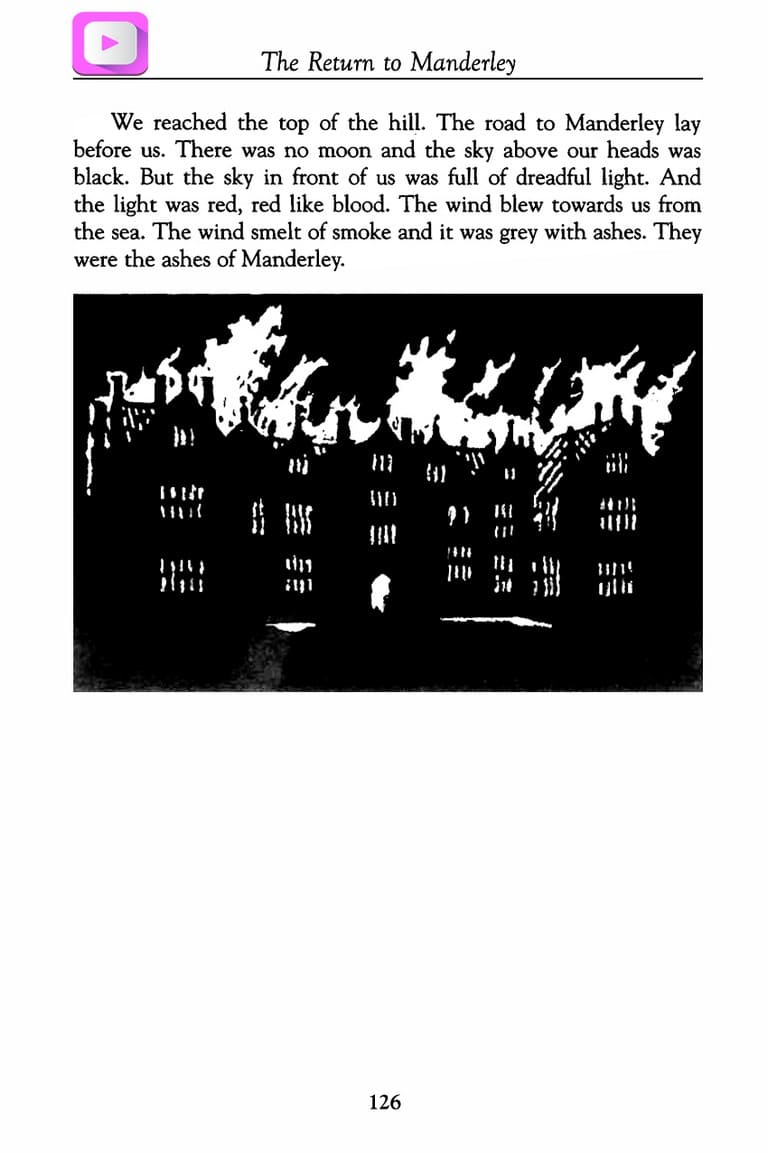 The Return to Manderley
We reached the top of the hill. The road to Manderley lay
before us. There was no moon and the sky above our heads was
black. But the sky in front of us was full of dreadful light. And
the light was red, red like blood. The wind blew towards us from
the sea. The wind smelt of smoke and it was grey with ashes. They
were the ashes of Manderley.
126